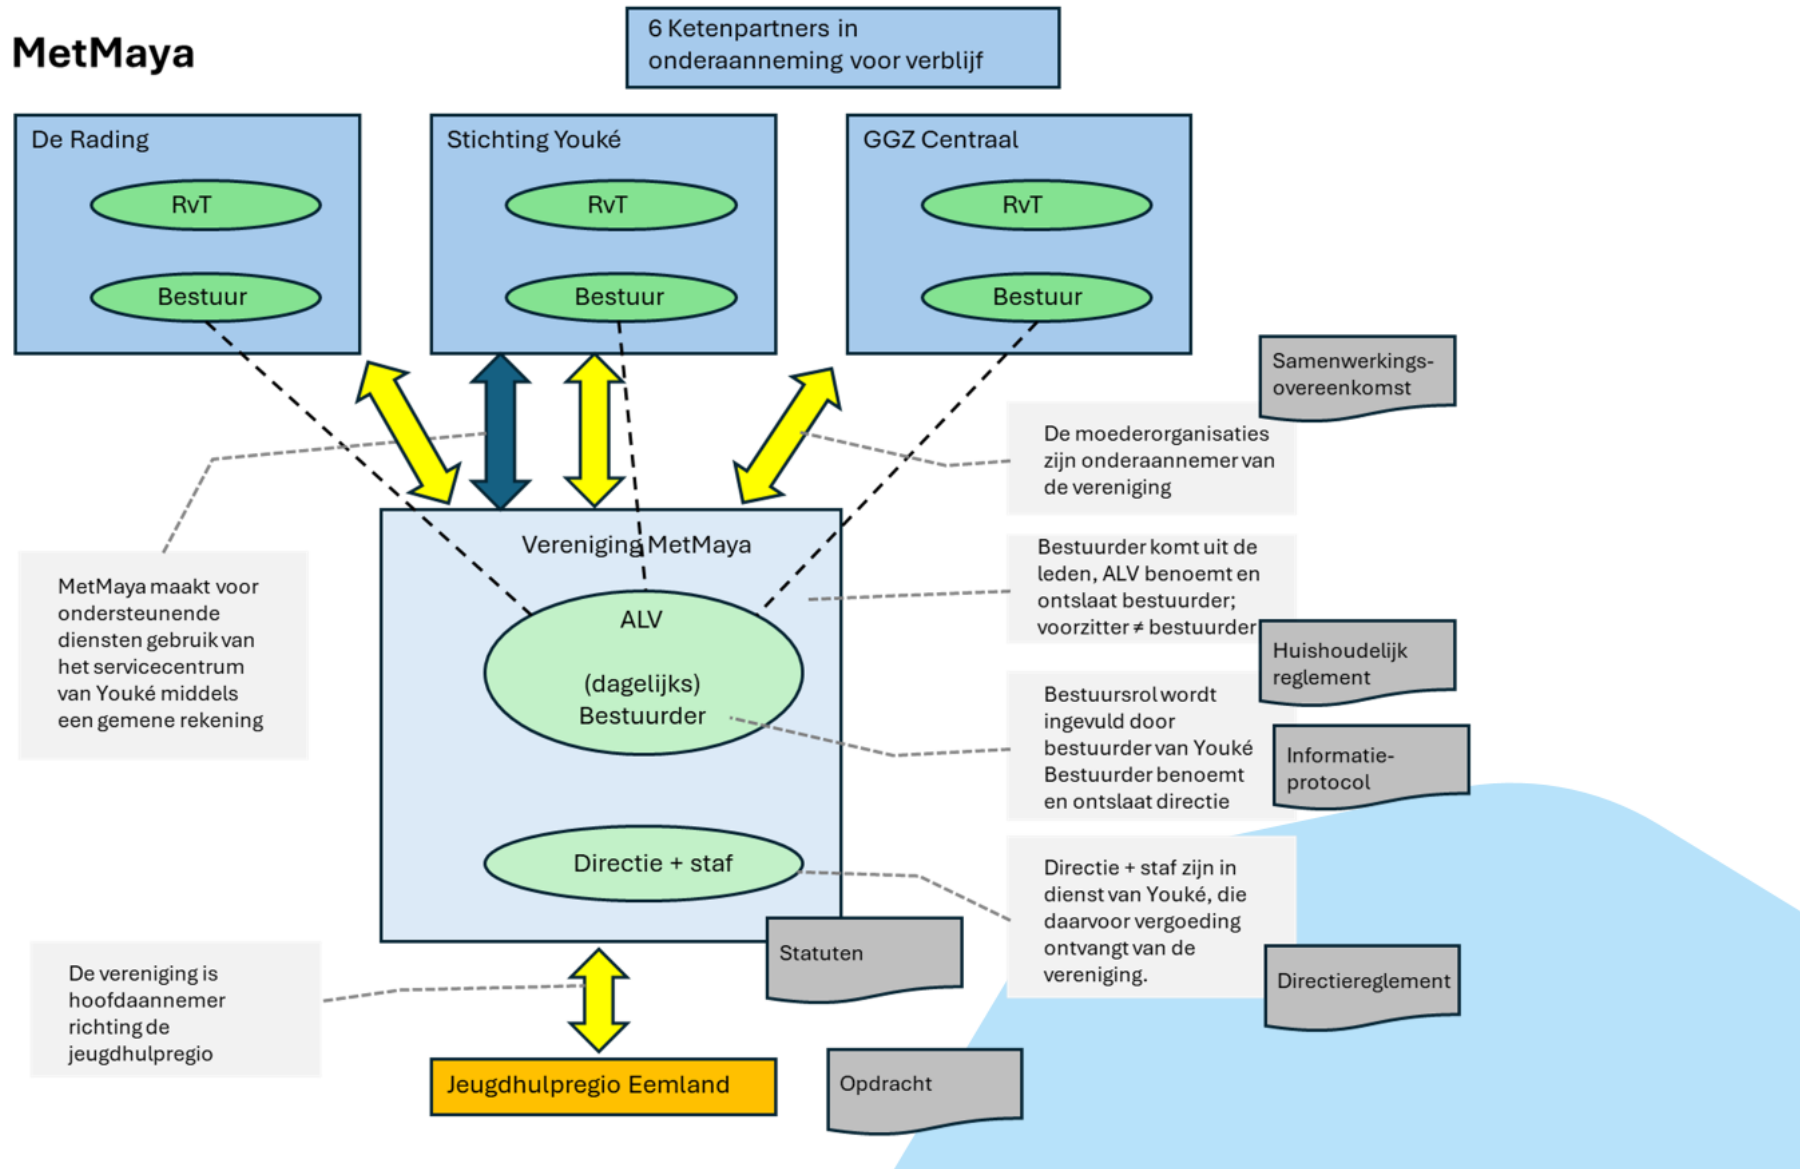 MetMaya
6 Ketenpartners in
onderaanneming voor verblijf
De Rading
RvT
Bestuur
Stichting Youké
RvT
Bestuur
GGZ Centraal
RvT
Bestuur
Samenwerkings-
overeenkomst
De moederorganisaties
zijn onderaannemer van
de vereniging
Vereniging MetMaya
ALV
(dagelijks)
Bestuurder
Directie + staf
MetMaya maakt voor
ondersteunende
diensten gebruik van
het servicecentrum
van Youké middels
een gemene rekening
Bestuurder komt uit de
leden, ALV benoemt en
ontslaat bestuurder;
voorzitter ≠ bestuurder
Huishoudelijk
reglement
Bestuursrol wordt
ingevuld door
bestuurder van Youké
Bestuurder benoemt
en ontslaat directie
Informatie-
protocol
Directie + staf zijn in
dienst van Youké, die
daarvoor vergoeding
ontvangt van de
vereniging.
Directiereglement
Statuten
De vereniging is
hoofdaannemer
richting de
jeugdhulpregio
Jeugdhulpregio Eemland
Opdracht